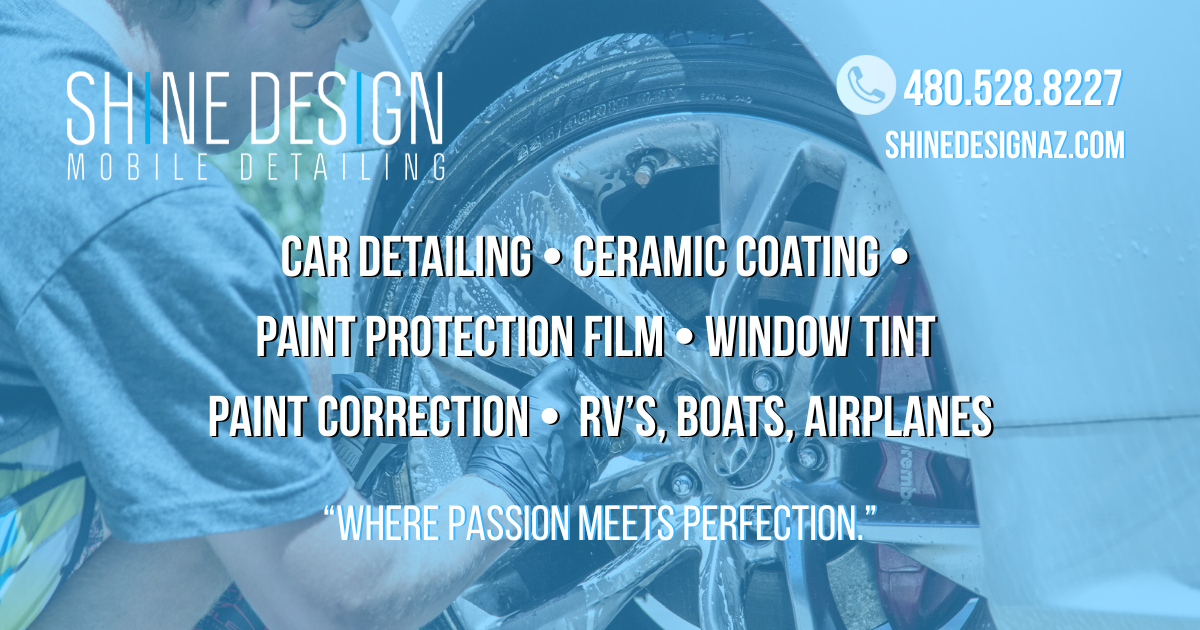 SHINE DESIGN
MOBILE DETAILING
480.528.8227
SHINEDESIGNAZ.COM
CAR DETAILING • CERAMIC COATING •
PAINT PROTECTION FILM • WINDOW TINT
PAINT CORRECTION • RV’S, BOATS, AIRPLANES
“WHERE PASSION MEETS PERFECTION.”